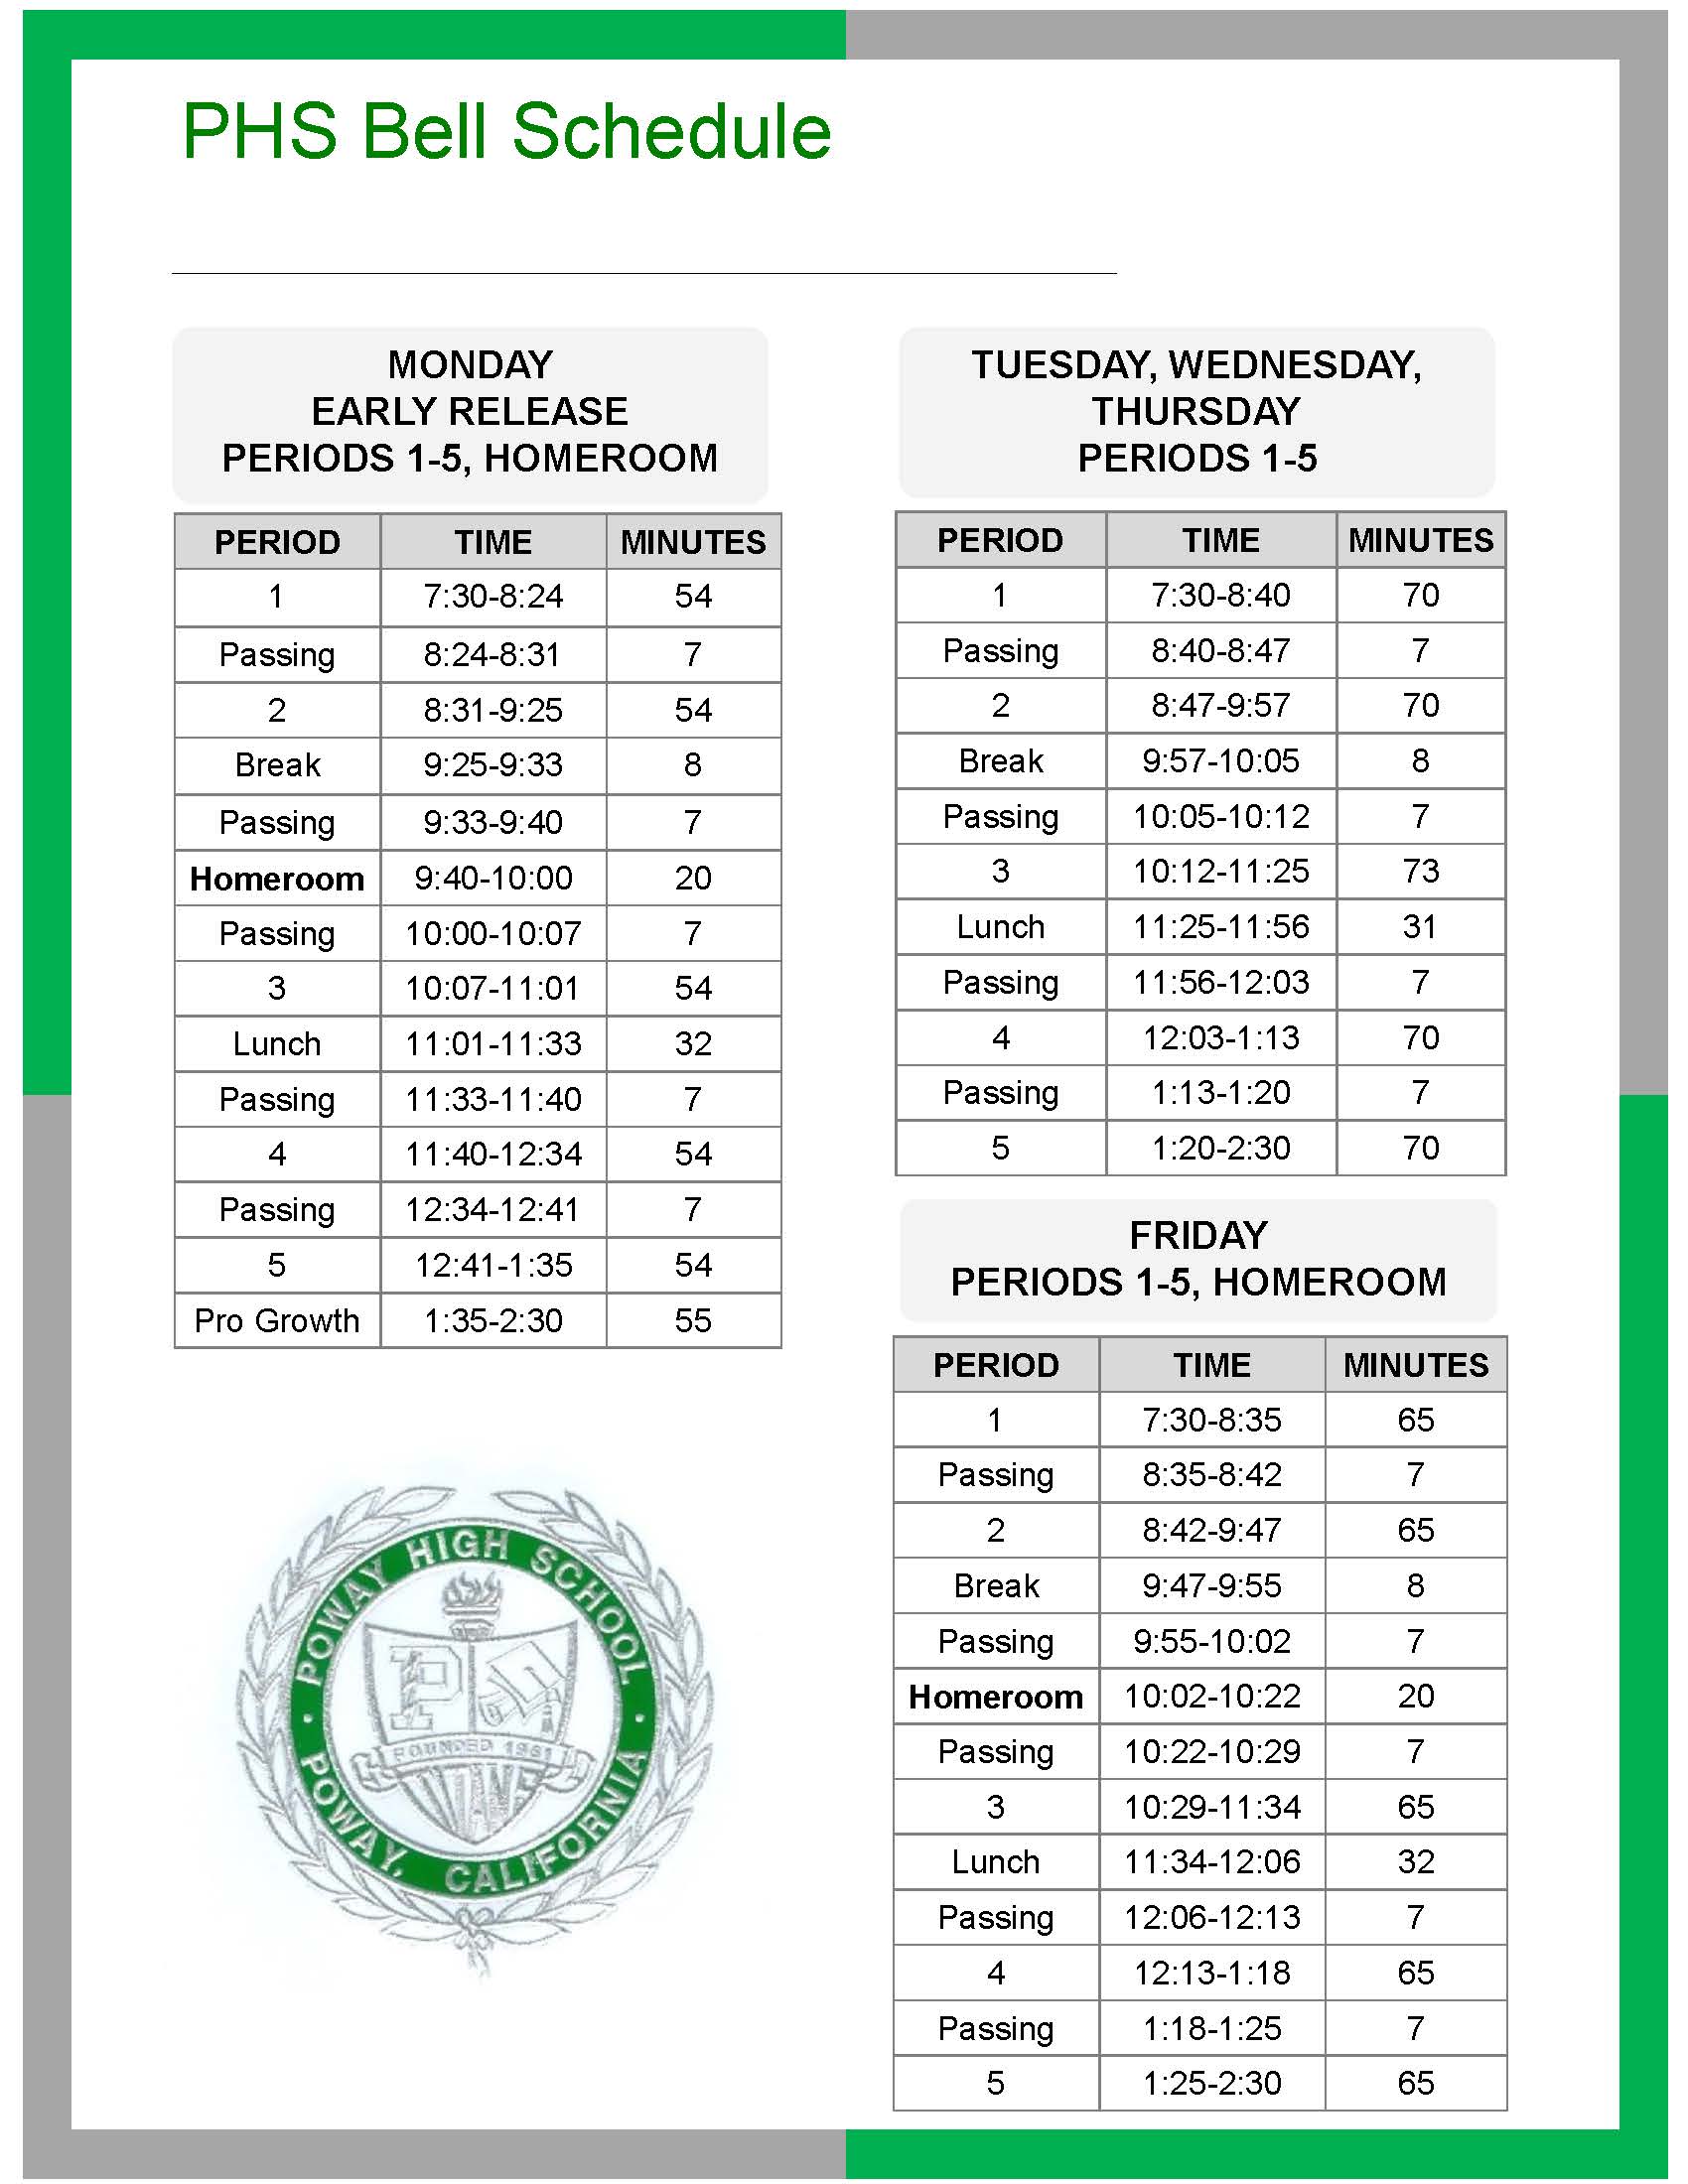 PHS Bell Schedule
MONDAY
EARLY RELEASE
PERIODS 1-5, HOMEROOM
PERIOD TIME MINUTES
1 7:30-8:24 54
Passing 8:24-8:31 7
2 8:31-9:25 54
Break 9:25-9:33 8
Passing 9:33-9:40 7
Homeroom 9:40-10:00 20
Passing 10:00-10:07 7
3 10:07-11:01 54
Lunch 11:01-11:33 32
Passing 11:33-11:40 7
4 11:40-12:34 54
Passing 12:34-12:41 7
5 12:41-1:35 54
Pro Growth 1:35-2:30 55
TUESDAY, WEDNESDAY,
THURSDAY
PERIODS 1-5
PERIOD TIME MINUTES
1 7:30-8:40 70
Passing 8:40-8:47 7
2 8:47-9:57 70
Break 9:57-10:05 8
Passing 10:05-10:12 7
3 10:12-11:25 73
Lunch 11:25-11:56 31
Passing 11:56-12:03 7
4 12:03-1:13 70
Passing 1:13-1:20 7
5 1:20-2:30 70
FRIDAY
PERIODS 1-5, HOMEROOM
PERIOD TIME MINUTES
1 7:30-8:35 65
Passing 8:35-8:42 7
2 8:42-9:47 65
Break 9:47-9:55 8
Passing 9:55-10:02 7
Homeroom 10:02-10:22 20
Passing 10:22-10:29 7
3 10:29-11:34 65
Lunch 11:34-12:06 32
Passing 12:06-12:13 7
4 12:13-1:18 65
Passing 1:18-1:25 7
5 1:25-2:30 65
POWAY HIGH SCHOOL
P
FOUNDED 1961
POWAY, CALIFORNIA